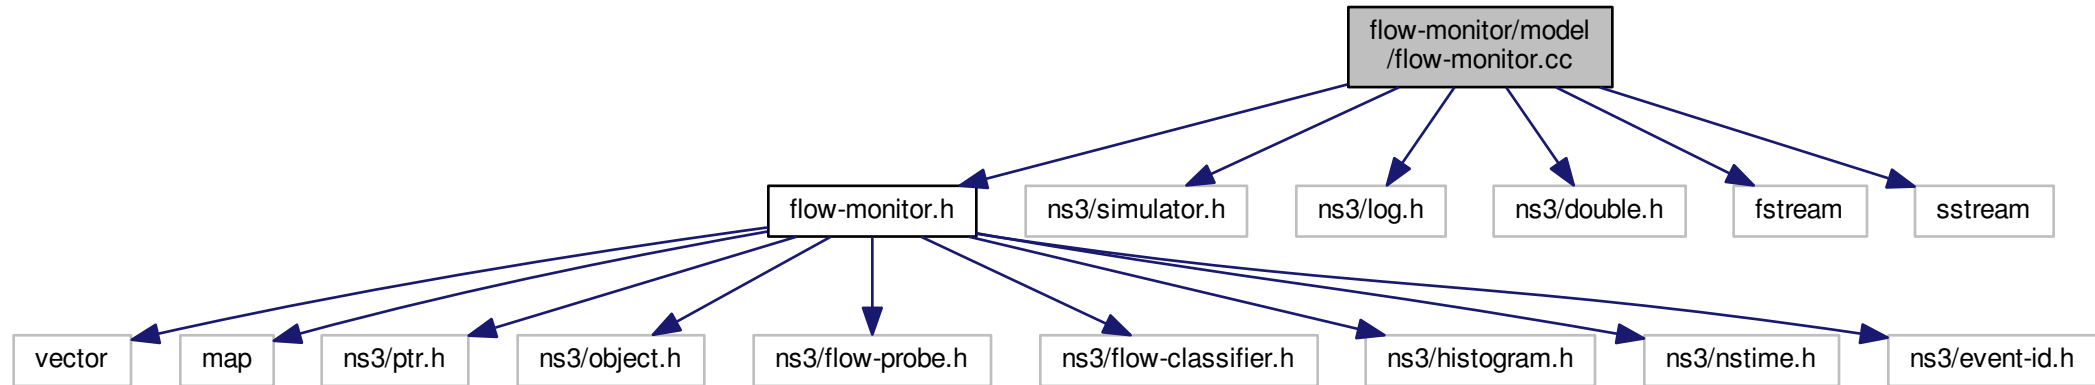 flow-monitor/model
/flow-monitor.cc
flow-monitor.h
ns3/simulator.h
ns3/log.h
ns3/double.h
fstream
sstream
vector
map
ns3/ptr.h
ns3/object.h
ns3/flow-probe.h
ns3/flow-classifier.h
ns3/histogram.h
ns3/nstime.h
ns3/event-id.h